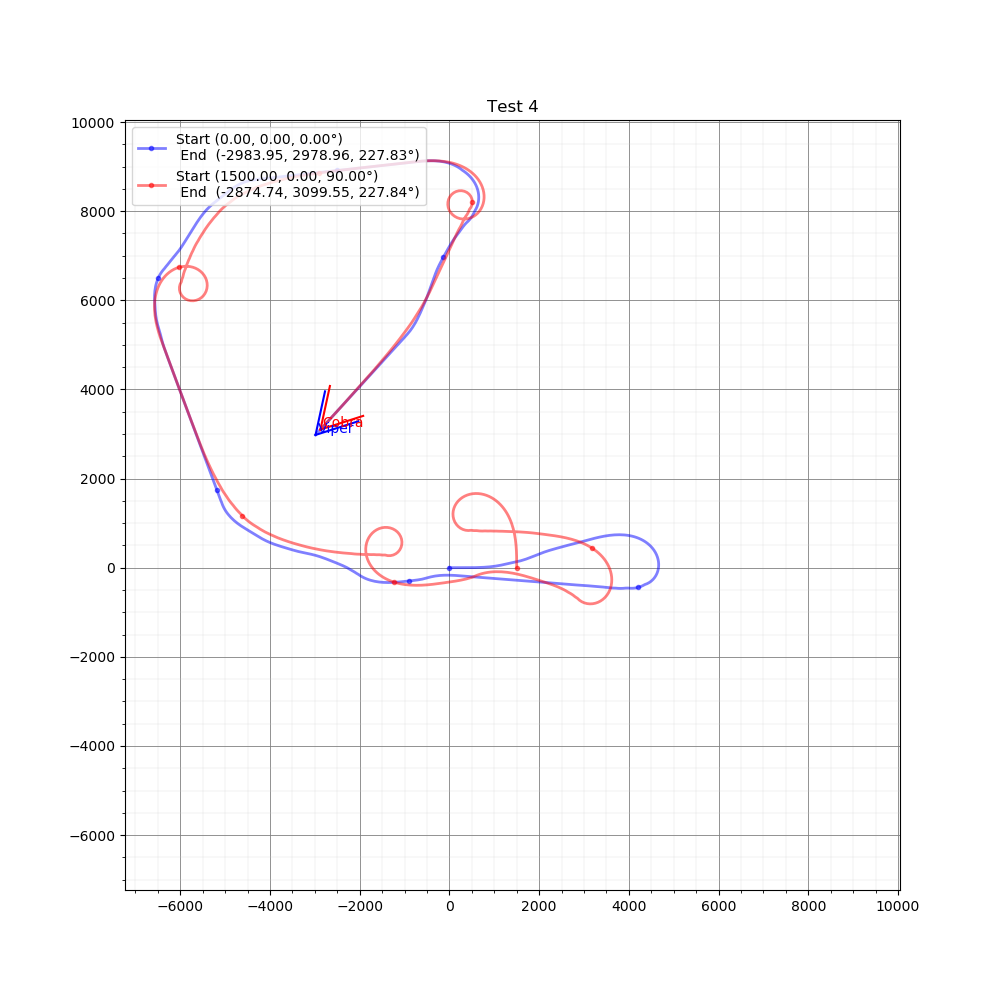 Test 4
Start (0.00, 0.00, 0.00°)
End (-2983.95, 2978.96, 227.83°)
Start (1500.00, 0.00, 90.00°)
End (-2874.74, 3099.55, 227.84°)
10000
8000
6000
4000
2000
0
−2000
−4000
−6000
Cobra
Viper
−6000 −4000 −2000 0 2000 4000 6000 8000 10000